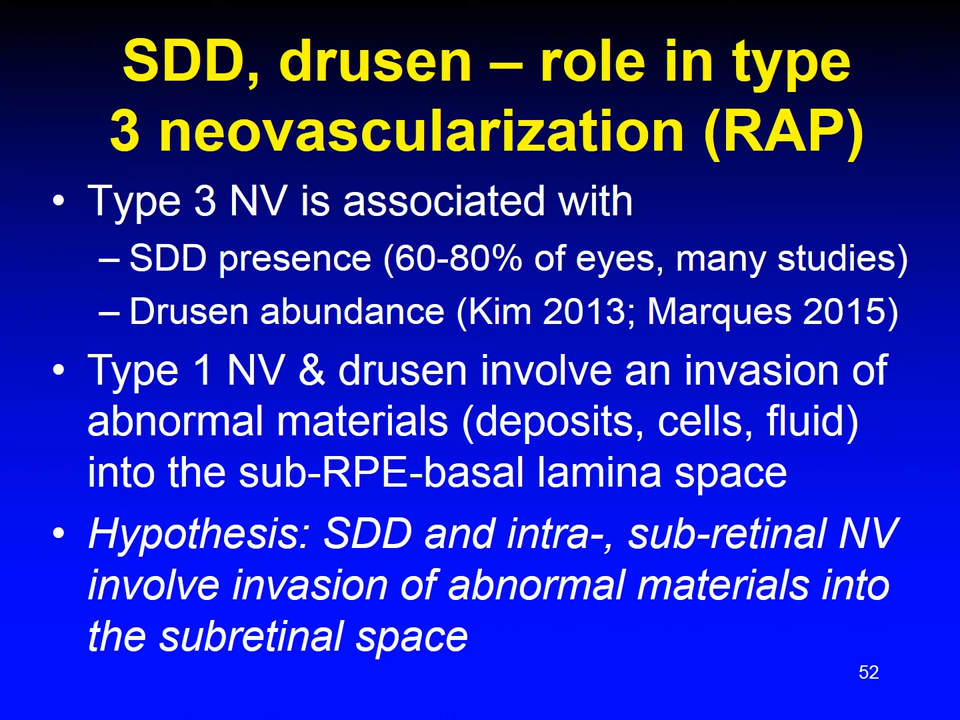 SDD, drusen – role in type
3 neovascularization (RAP)
• Type 3 NV is associated with
– SDD presence (60-80% of eyes, many studies)
– Drusen abundance (Kim 2013; Marques 2015)
• Type 1 NV & drusen involve an invasion of
abnormal materials (deposits, cells, fluid)
into the sub-RPE-basal lamina space
• Hypothesis: SDD and intra-, sub-retinal NV
involve invasion of abnormal materials into
the subretinal space
52